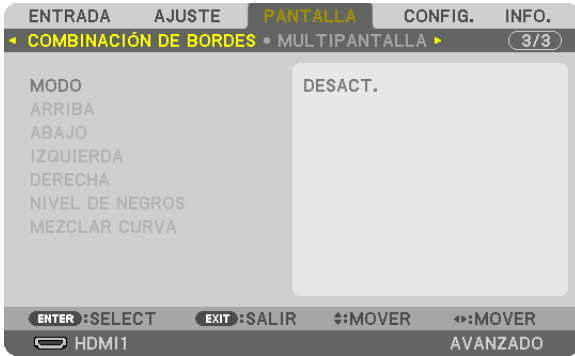 ENTRADA AJUSTE PANTALLA CONFIG. INFO.
COMBINACIÓN DE BORDES • MULTIPANTALLA 3/3
MODO DESACT.
ARRIBA
ABAJO
IZQUIERDA
DERECHA
NIVEL DE NEGROS
MEZCLAR CURVA
ENTER :SELECT EXIT :SALIR :MOVER :MOVER
HDMI1 AVANZADO